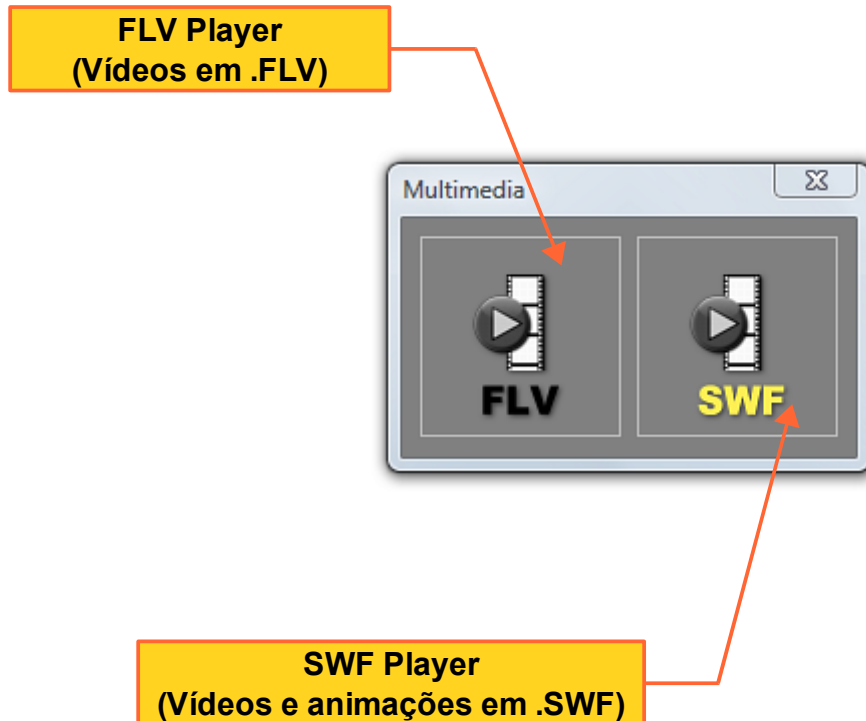 FLV Player
(Vídeos em .FLV)
Multimedia
FLV
SWF
SWF Player
(Vídeos e animações em .SWF)